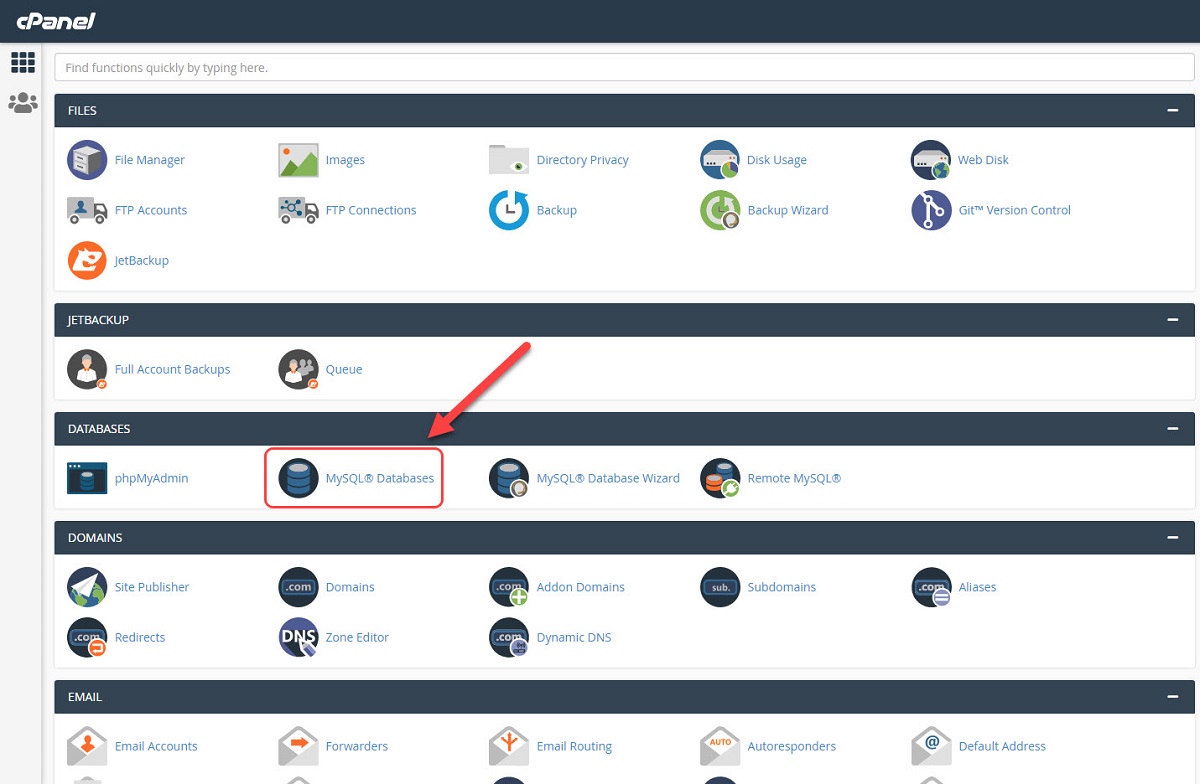 cPanel
Find functions quickly by typing here.
FILES
File Manager Images Directory Privacy Disk Usage Web Disk
FTP Accounts FTP Connections Backup Backup Wizard Git™ Version Control
JetBackup
JETBACKUP
Full Account Backups Queue
DATABASES
phpMyAdmin MySQL® Databases MySQL® Database Wizard Remote MySQL®
DOMAINS
.com .com sub. .com
Site Publisher Domains Addon Domains Subdomains Aliases
.com DNS .com
Redirects Zone Editor Dynamic DNS
EMAIL
AUTO @
Email Accounts Forwarders Email Routing Autoresponders Default Address